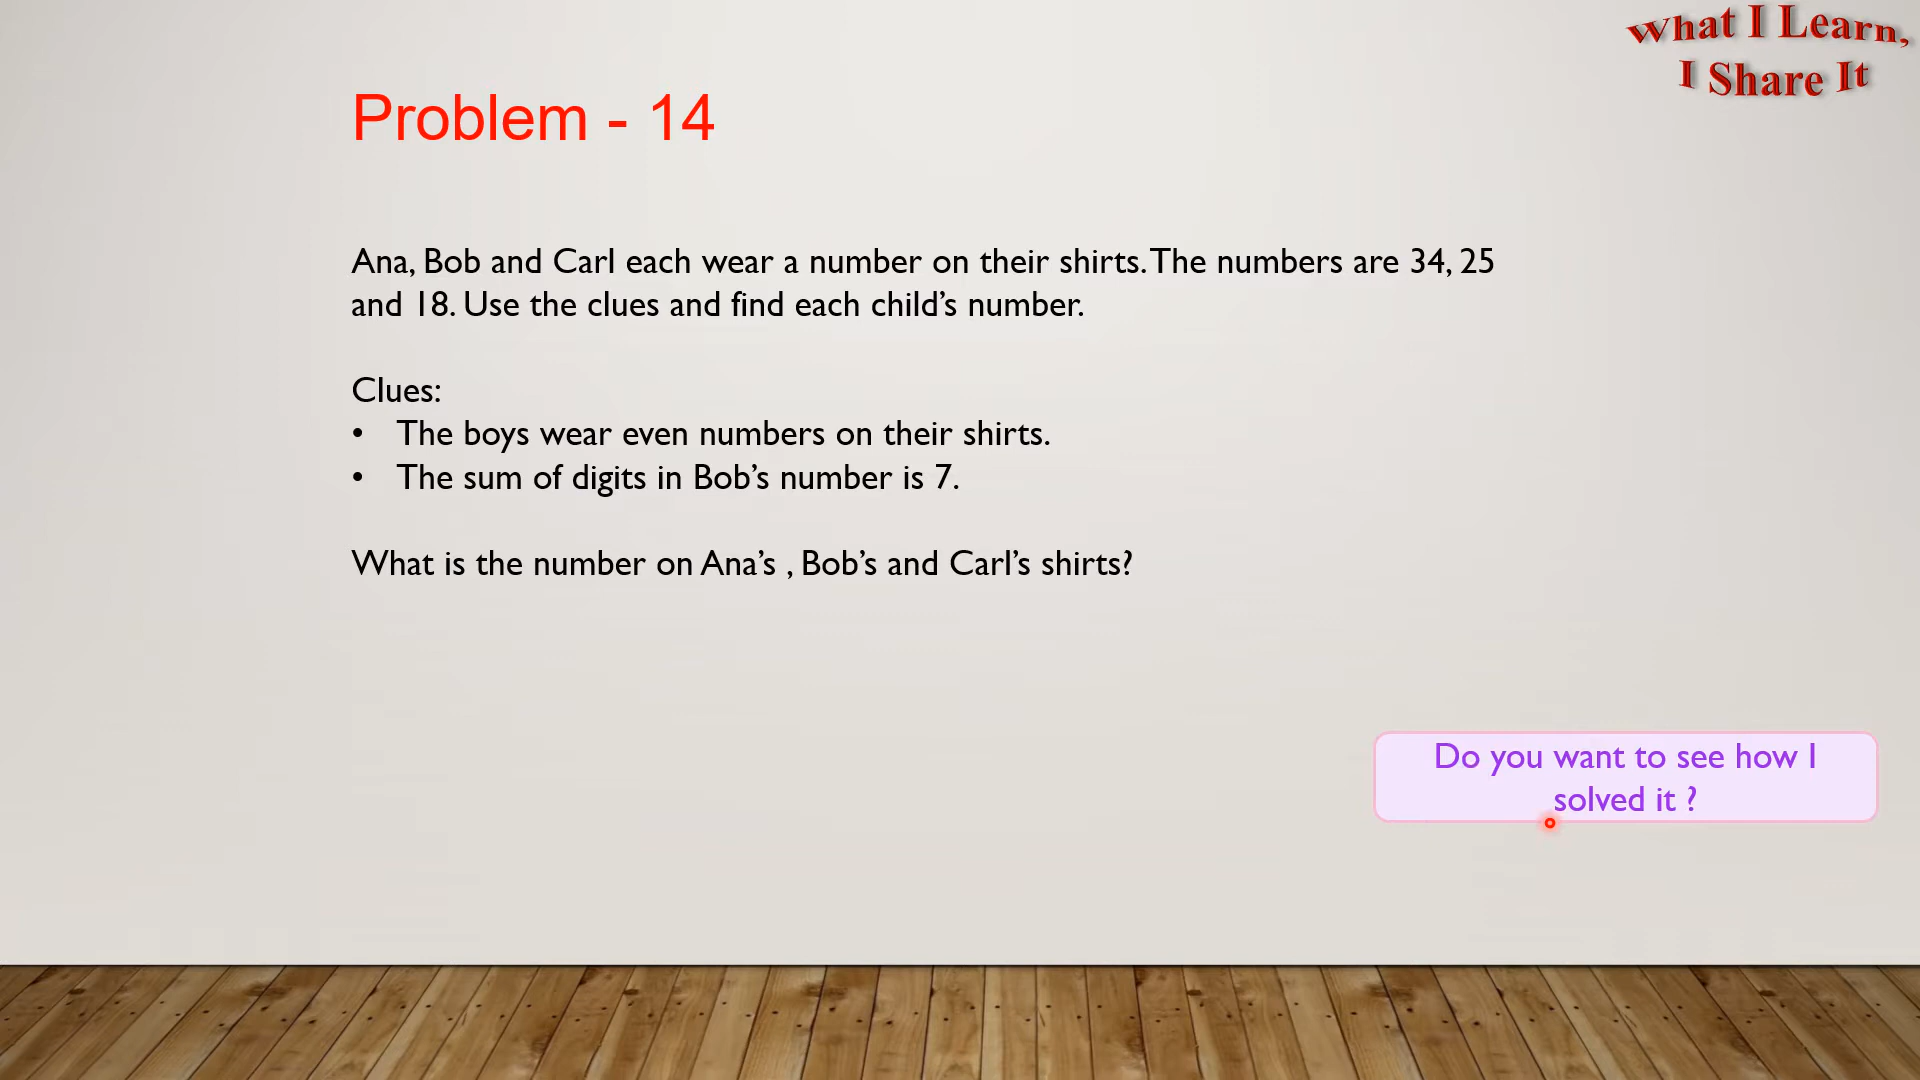 What I Learn,
I Share It
Problem - 14
Ana, Bob and Carl each wear a number on their shirts. The numbers are 34, 25
and 18. Use the clues and find each child’s number.
Clues:
• The boys wear even numbers on their shirts.
• The sum of digits in Bob’s number is 7.
What is the number on Ana’s , Bob’s and Carl’s shirts?
Do you want to see how I
solved it ?